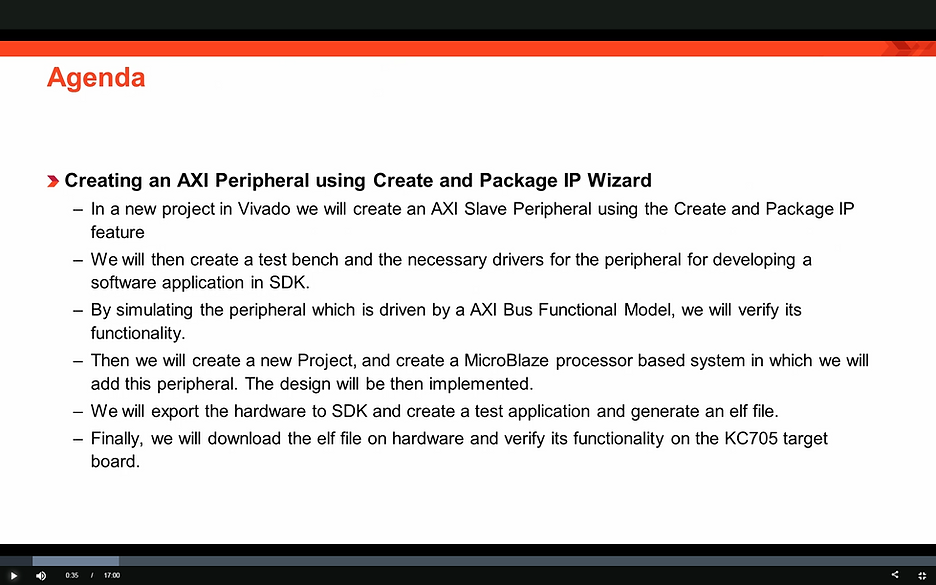 Agenda
Creating an AXI Peripheral using Create and Package IP Wizard
– In a new project in Vivado we will create an AXI Slave Peripheral using the Create and Package IP
feature
– We will then create a test bench and the necessary drivers for the peripheral for developing a
software application in SDK.
– By simulating the peripheral which is driven by a AXI Bus Functional Model, we will verify its
functionality.
– Then we will create a new Project, and create a MicroBlaze processor based system in which we will
add this peripheral. The design will be then implemented.
– We will export the hardware to SDK and create a test application and generate an elf file.
– Finally, we will download the elf file on hardware and verify its functionality on the KC705 target
board.
0:35 / 17:00